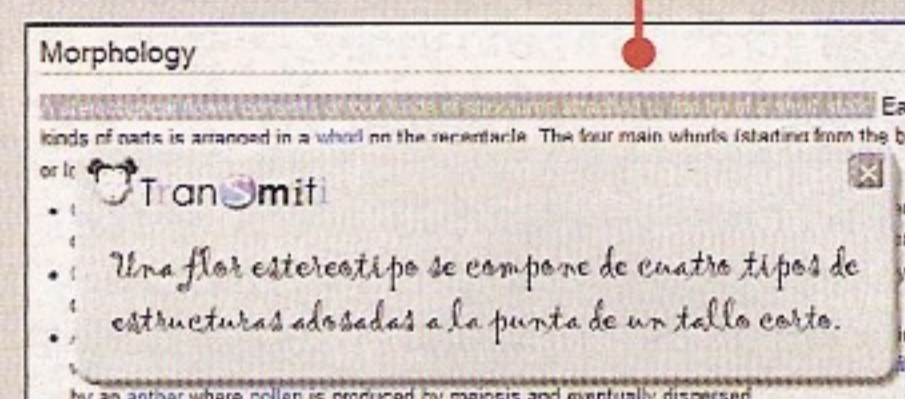 Morphology
Ea
kinds of parts is arranged in a whorl on the receptacle. The four main whorls (starting from the b
or
TranSmiti
Una flor estereotipo se compone de cuatro tipos de
estructuras adosadas a la punta de un tallo corto.
by an anther where pollen is produced by meiosis and eventually dispersed